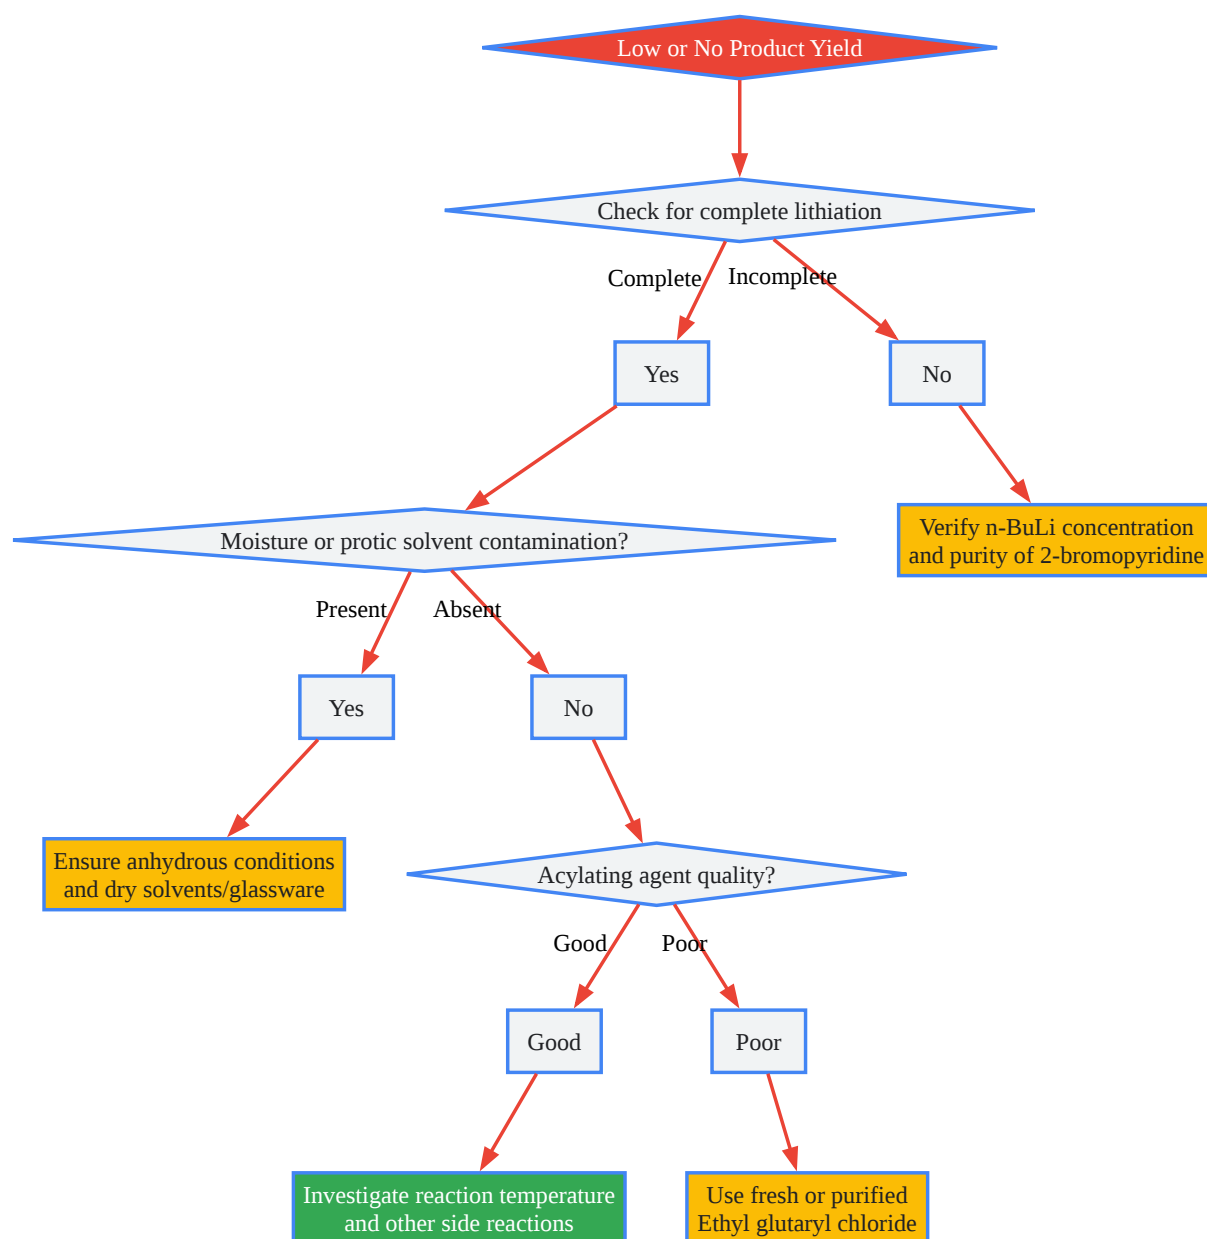 Low or No Product Yield
Check for complete lithiation
Complete
Incomplete
Yes
No
Verify n-BuLi concentration
and purity of 2-bromopyridine
Moisture or protic solvent contamination?
Present
Absent
Yes
No
Ensure anhydrous conditions
and dry solvents/glassware
Acylating agent quality?
Good
Poor
Good
Poor
Investigate reaction temperature
and other side reactions
Use fresh or purified
Ethyl glutaryl chloride